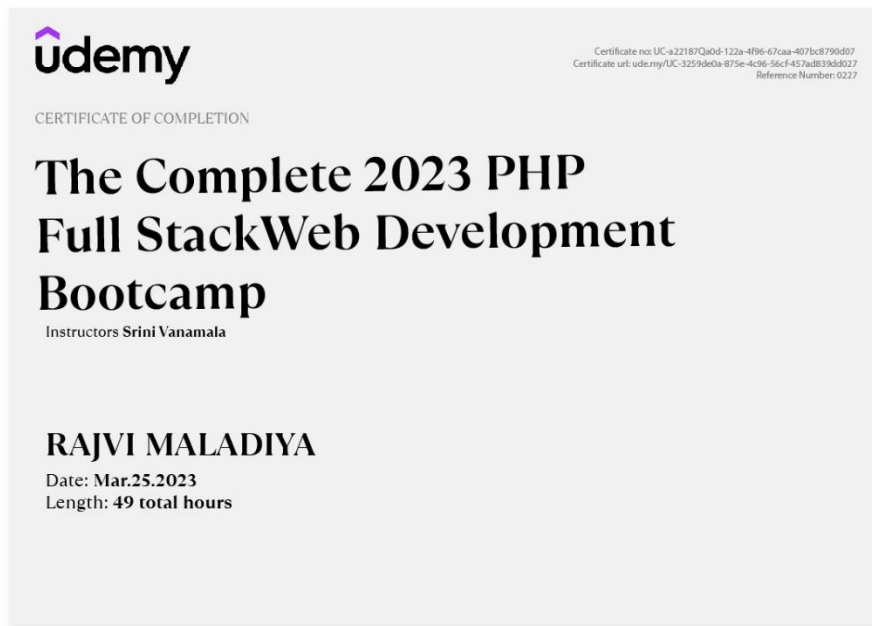 ûdemy
Certificate no: UC-a22187Qa0d-122a-4f96-67caa-407bc8790d07
Certificate url: ude.my/UC-3259de0a-875e-4c96-56cf-457ad839dd027
Reference Number: 0227
CERTIFICATE OF COMPLETION
The Complete 2023 PHP
Full StackWeb Development
Bootcamp
Instructors Srini Vanamala
RAJVI MALADIYA
Date: Mar.25.2023
Length: 49 total hours